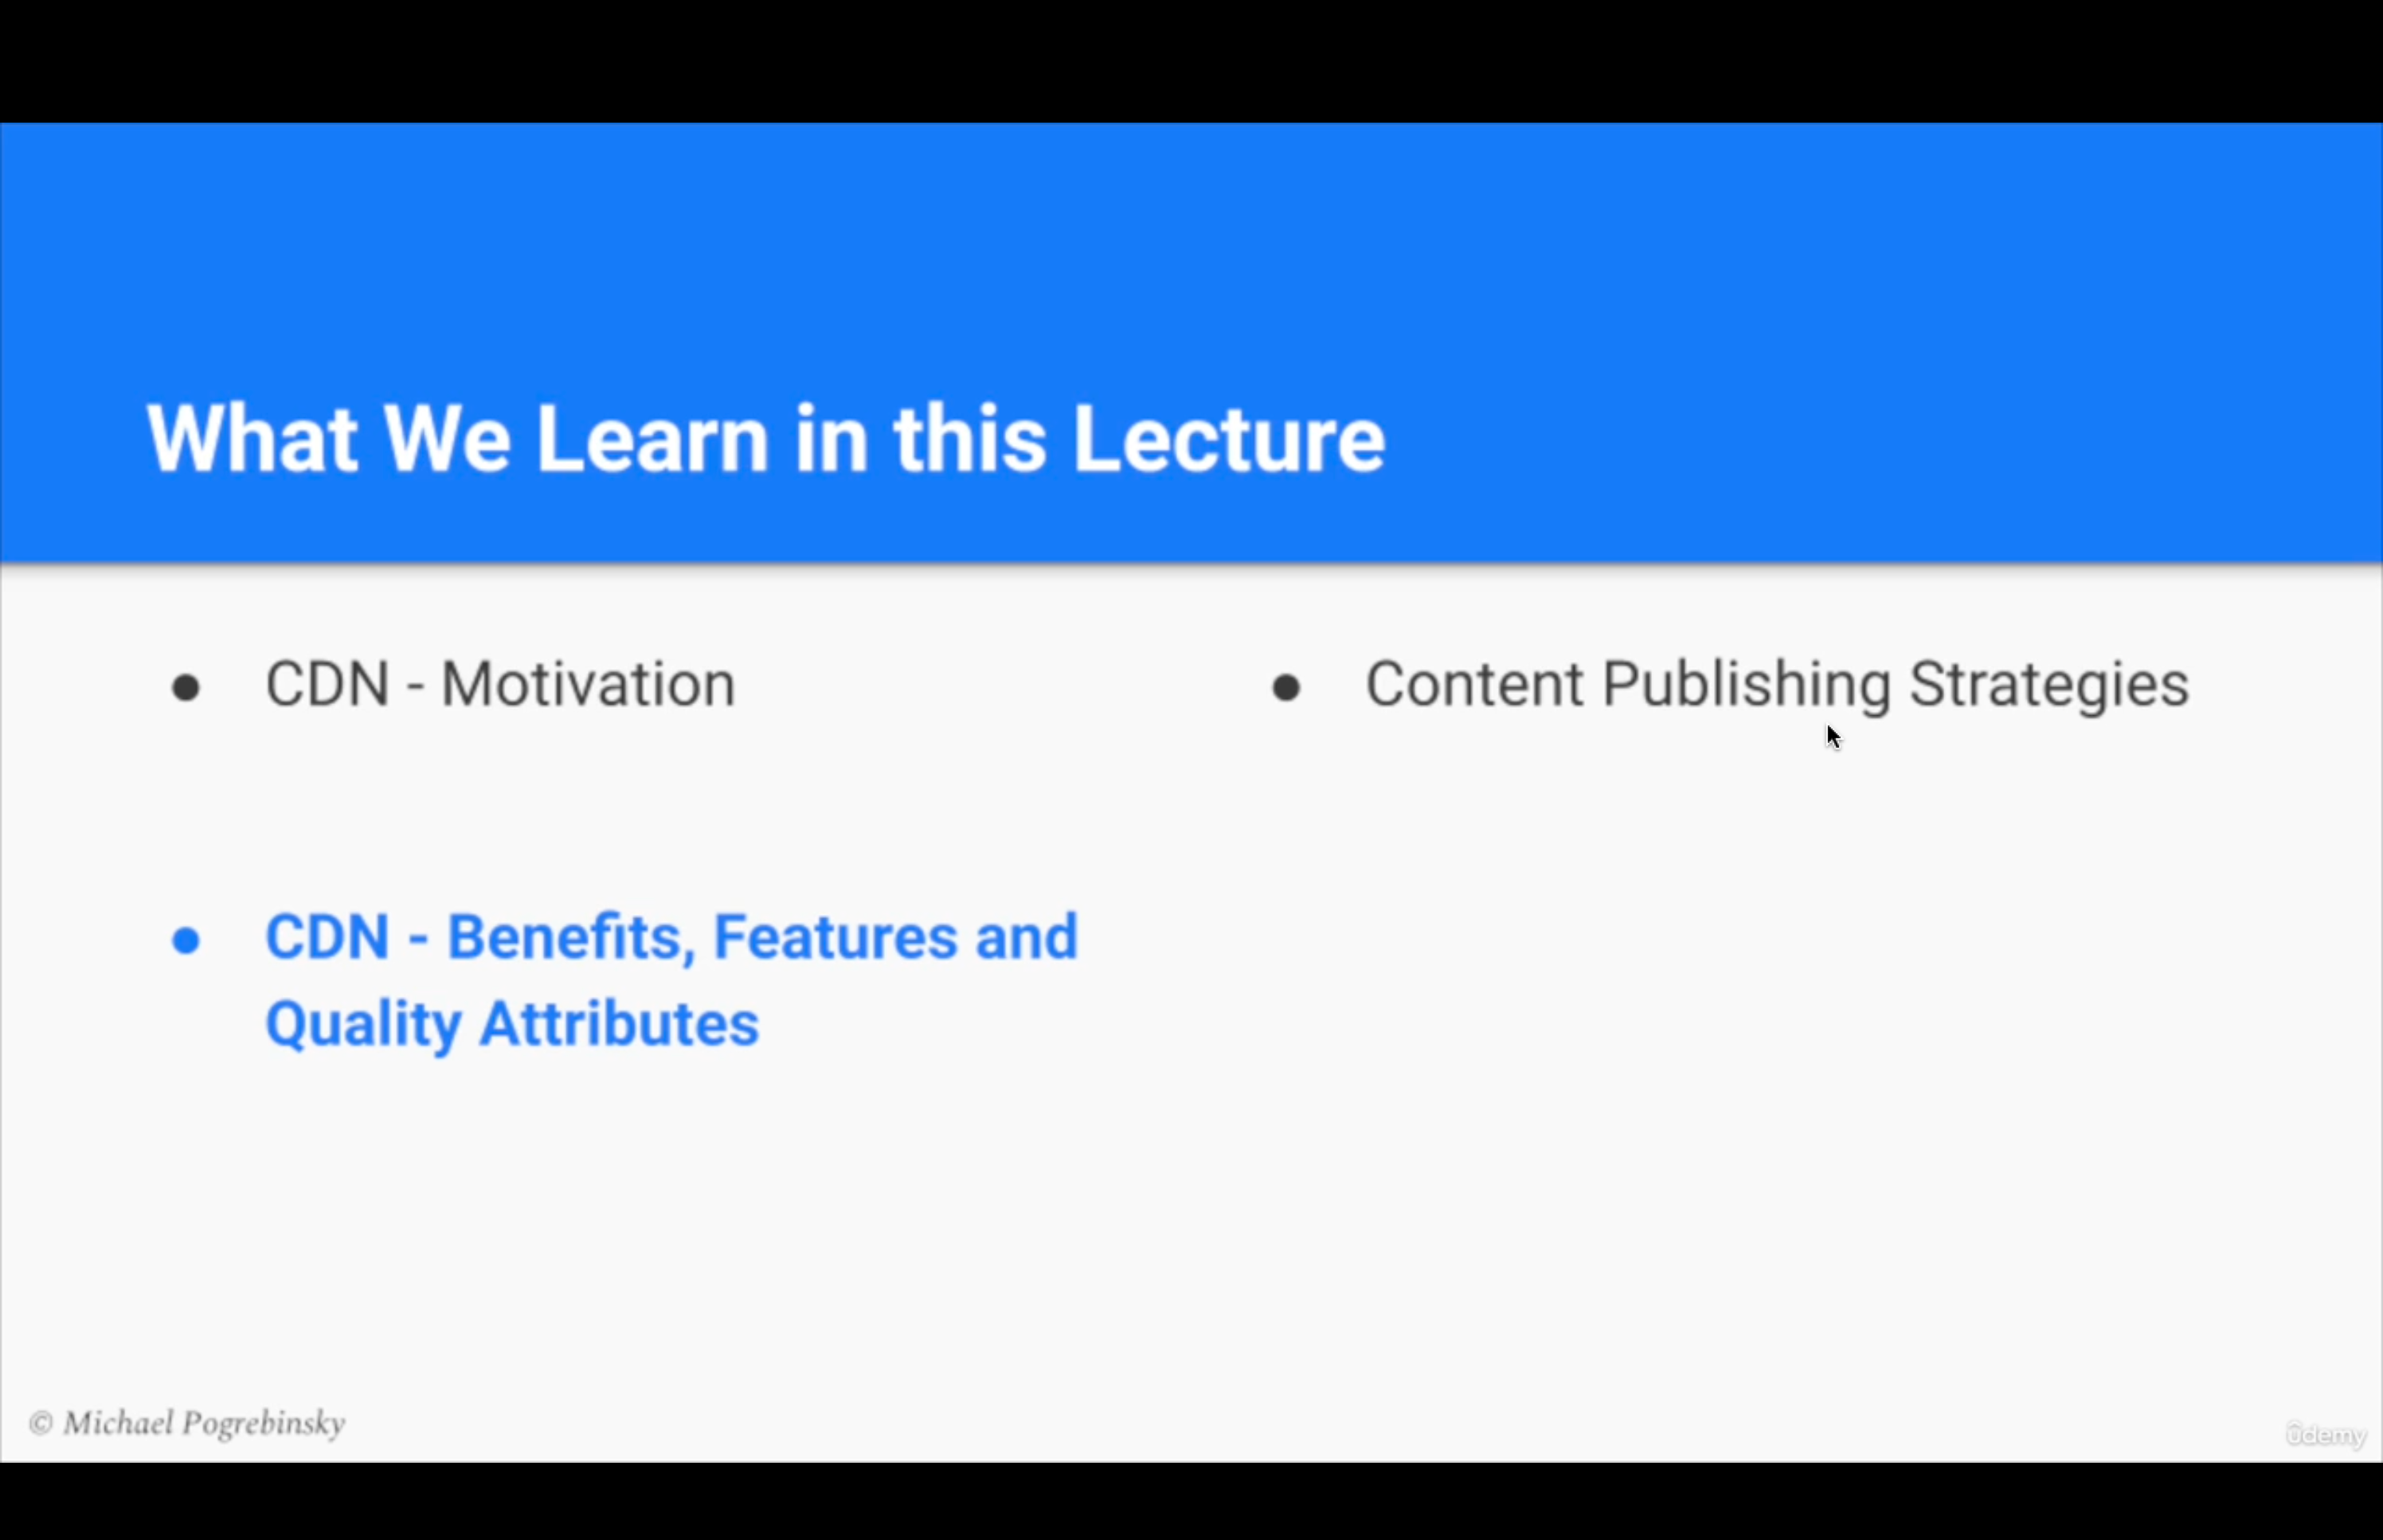 What We Learn in this Lecture
● CDN - Motivation
● CDN - Benefits, Features and
Quality Attributes
● Content Publishing Strategies
© Michael Pogrebinsky
ûdemy